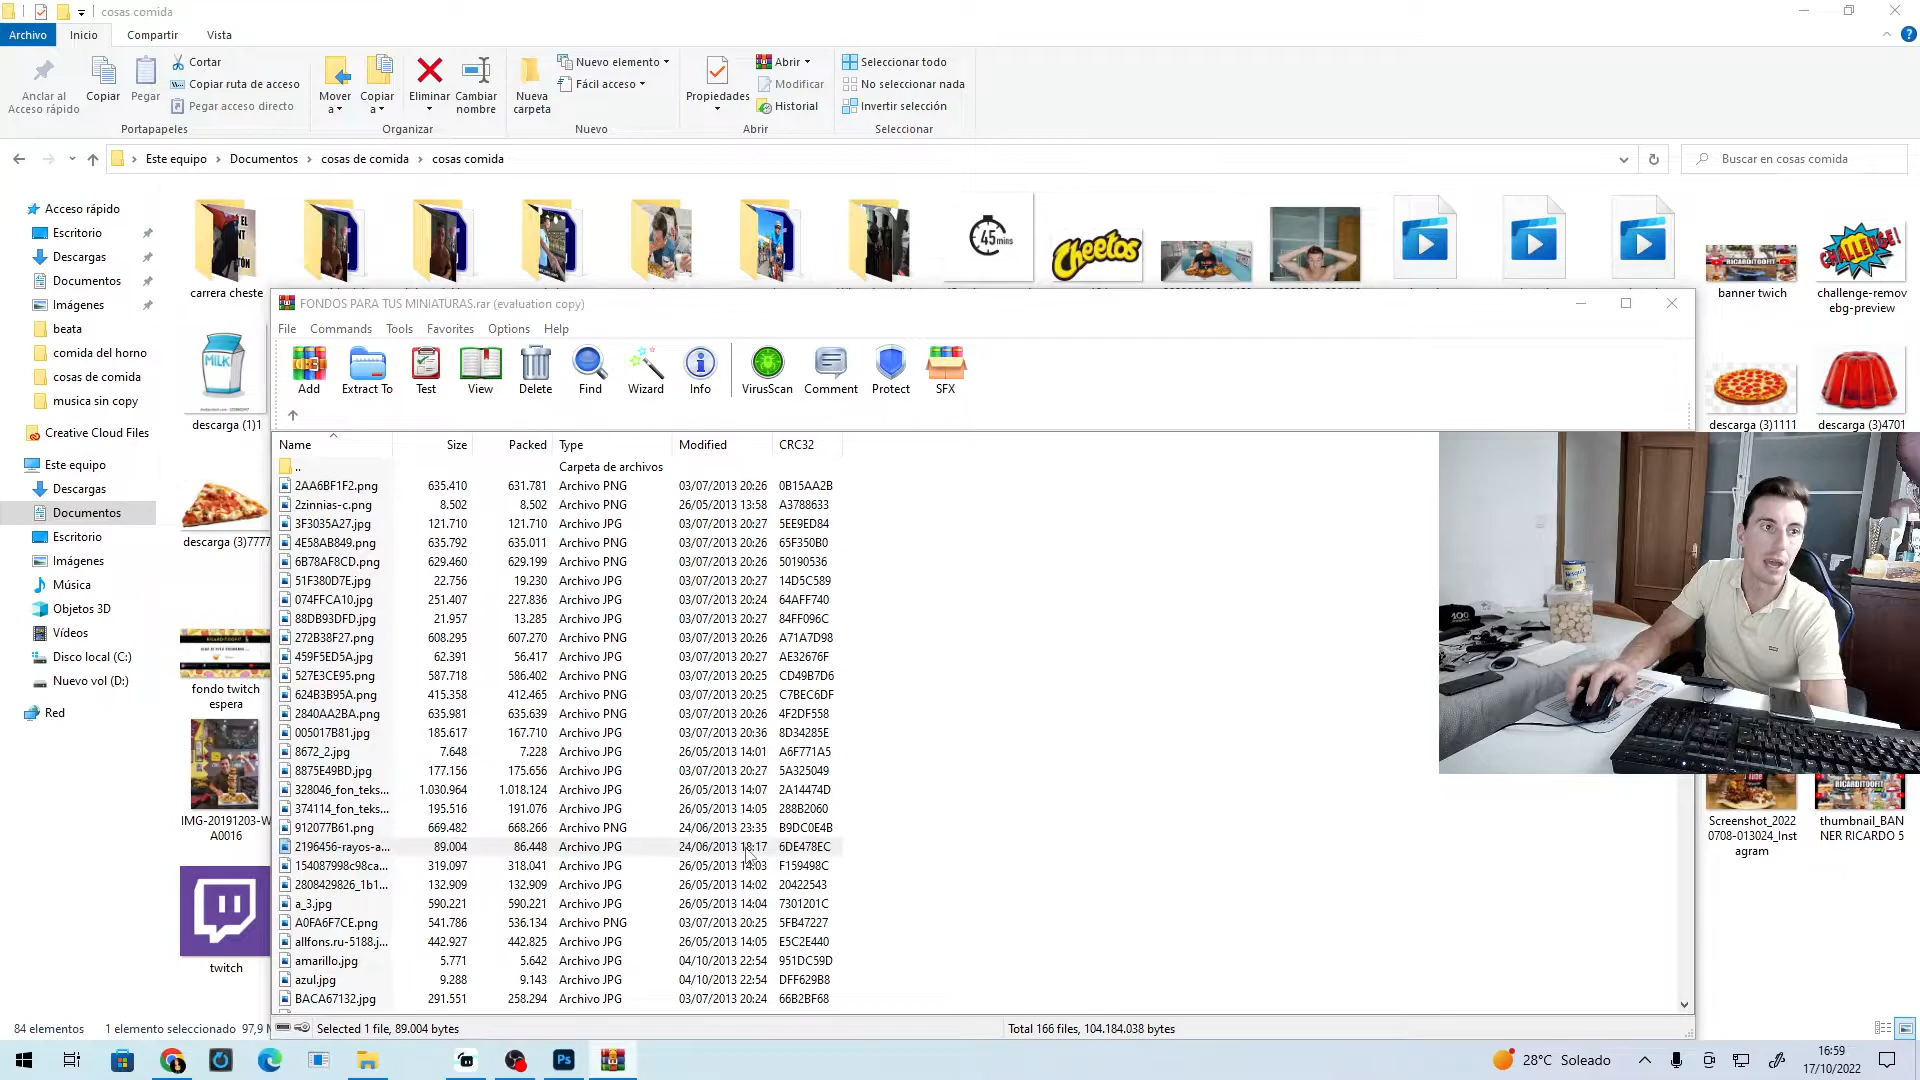 cosas comida
Archivo Inicio Compartir Vista
Anclar al Acceso rápido
Copiar
Pegar
Cortar
Copiar ruta de acceso
Pegar acceso directo
Portapapeles
Mover a
Copiar a
Eliminar
Cambiar nombre
Organizar
Nueva carpeta
Nuevo elemento
Fácil acceso
Nuevo
Propiedades
Abrir
Modificar
Historial
Abrir
Seleccionar todo
No seleccionar nada
Invertir selección
Seleccionar
Este equipo › Documentos › cosas de comida › cosas comida
Buscar en cosas comida
Acceso rápido
Escritorio
Descargas
Documentos
Imágenes
beata
comida del horno
cosas de comida
musica sin copy
Creative Cloud Files
Este equipo
Descargas
Documentos
Escritorio
Imágenes
Música
Objetos 3D
Vídeos
Disco local (C:)
Nuevo vol (D:)
Red
carrera cheste
45 mins
Cheetos
banner twich
CHALLENGE!
challenge-removebg-preview
MILK
descarga (1)1
descarga (3)1111
descarga (3)4701
descarga (3)7777
fondo twitch espera
IMG-20191203-WA0016
twitch
Screenshot_20220708-013024_Instagram
thumbnail_BANNER RICARDO 5
FONDOS PARA TUS MINIATURAS.rar (evaluation copy)
File Commands Tools Favorites Options Help
Add Extract To Test View Delete Find Wizard Info VirusScan Comment Protect SFX
Name Size Packed Type Modified CRC32
.. Carpeta de archivos
2AA6BF1F2.png 635.410 631.781 Archivo PNG 03/07/2013 20:26 0B15AA2B
2zinnias-c.png 8.502 8.502 Archivo PNG 26/05/2013 13:58 A3788633
3F3035A27.jpg 121.710 121.710 Archivo JPG 03/07/2013 20:27 5EE9ED84
4E58AB849.png 635.792 635.011 Archivo PNG 03/07/2013 20:26 65F350B0
6B78AF8CD.png 629.460 629.199 Archivo PNG 03/07/2013 20:26 50190536
51F380D7E.jpg 22.756 19.230 Archivo JPG 03/07/2013 20:27 14D5C589
074FFCA10.jpg 251.407 227.836 Archivo JPG 03/07/2013 20:24 64AFF740
88DB93DFD.jpg 21.957 13.285 Archivo JPG 03/07/2013 20:27 84FF096C
272B38F27.png 608.295 607.270 Archivo PNG 03/07/2013 20:26 A71A7D98
459F5ED5A.jpg 62.391 56.417 Archivo JPG 03/07/2013 20:27 AE32676F
527E3CE95.png 587.718 586.402 Archivo PNG 03/07/2013 20:25 CD49B7D6
624B3B95A.png 415.358 412.465 Archivo PNG 03/07/2013 20:25 C7BEC6DF
2840AA2BA.png 635.981 635.639 Archivo PNG 03/07/2013 20:26 4F2DF558
005017B81.jpg 185.617 167.710 Archivo JPG 03/07/2013 20:36 8D34285E
8672_2.jpg 7.648 7.228 Archivo JPG 26/05/2013 14:01 A6F771A5
8875E49BD.jpg 177.156 175.656 Archivo JPG 03/07/2013 20:27 5A325049
328046_fon_teks... 1.030.964 1.018.124 Archivo JPG 26/05/2013 14:07 2A14474D
374114_fon_teks... 195.516 191.076 Archivo JPG 26/05/2013 14:05 288B2060
912077B61.png 669.482 668.266 Archivo PNG 24/06/2013 23:35 B9DC0E4B
2196456-rayos-a... 89.004 86.448 Archivo JPG 24/06/2013 18:17 6DE478EC
154087998c98ca... 319.097 318.041 Archivo JPG 26/05/2013 14:03 F159498C
2808429826_1b1... 132.909 132.909 Archivo JPG 26/05/2013 14:02 20422543
a_3.jpg 590.221 590.221 Archivo JPG 26/05/2013 14:04 7301201C
A0FA6F7CE.png 541.786 536.134 Archivo PNG 03/07/2013 20:25 5FB47227
allfons.ru-5188.j... 442.927 442.825 Archivo JPG 26/05/2013 14:05 E5C2E440
amarillo.jpg 5.771 5.642 Archivo JPG 04/10/2013 22:54 951DC59D
azul.jpg 9.288 9.143 Archivo JPG 04/10/2013 22:54 DFF629B8
BACA67132.jpg 291.551 258.294 Archivo JPG 03/07/2013 20:24 66B2BF68
Selected 1 file, 89.004 bytes
Total 166 files, 104.184.038 bytes
84 elementos 1 elemento seleccionado 97,9
Ps
28°C Soleado
16:59
17/10/2022